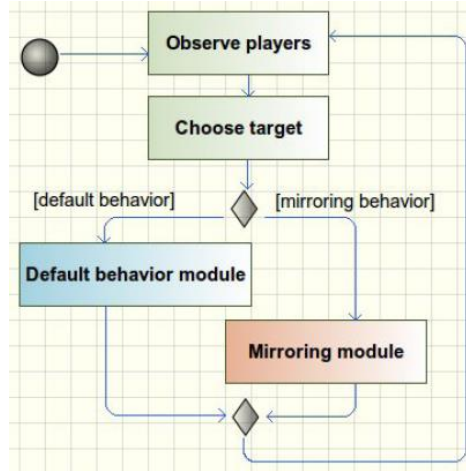 Observe players
Choose target
[default behavior]
[mirroring behavior]
Default behavior module
Mirroring module